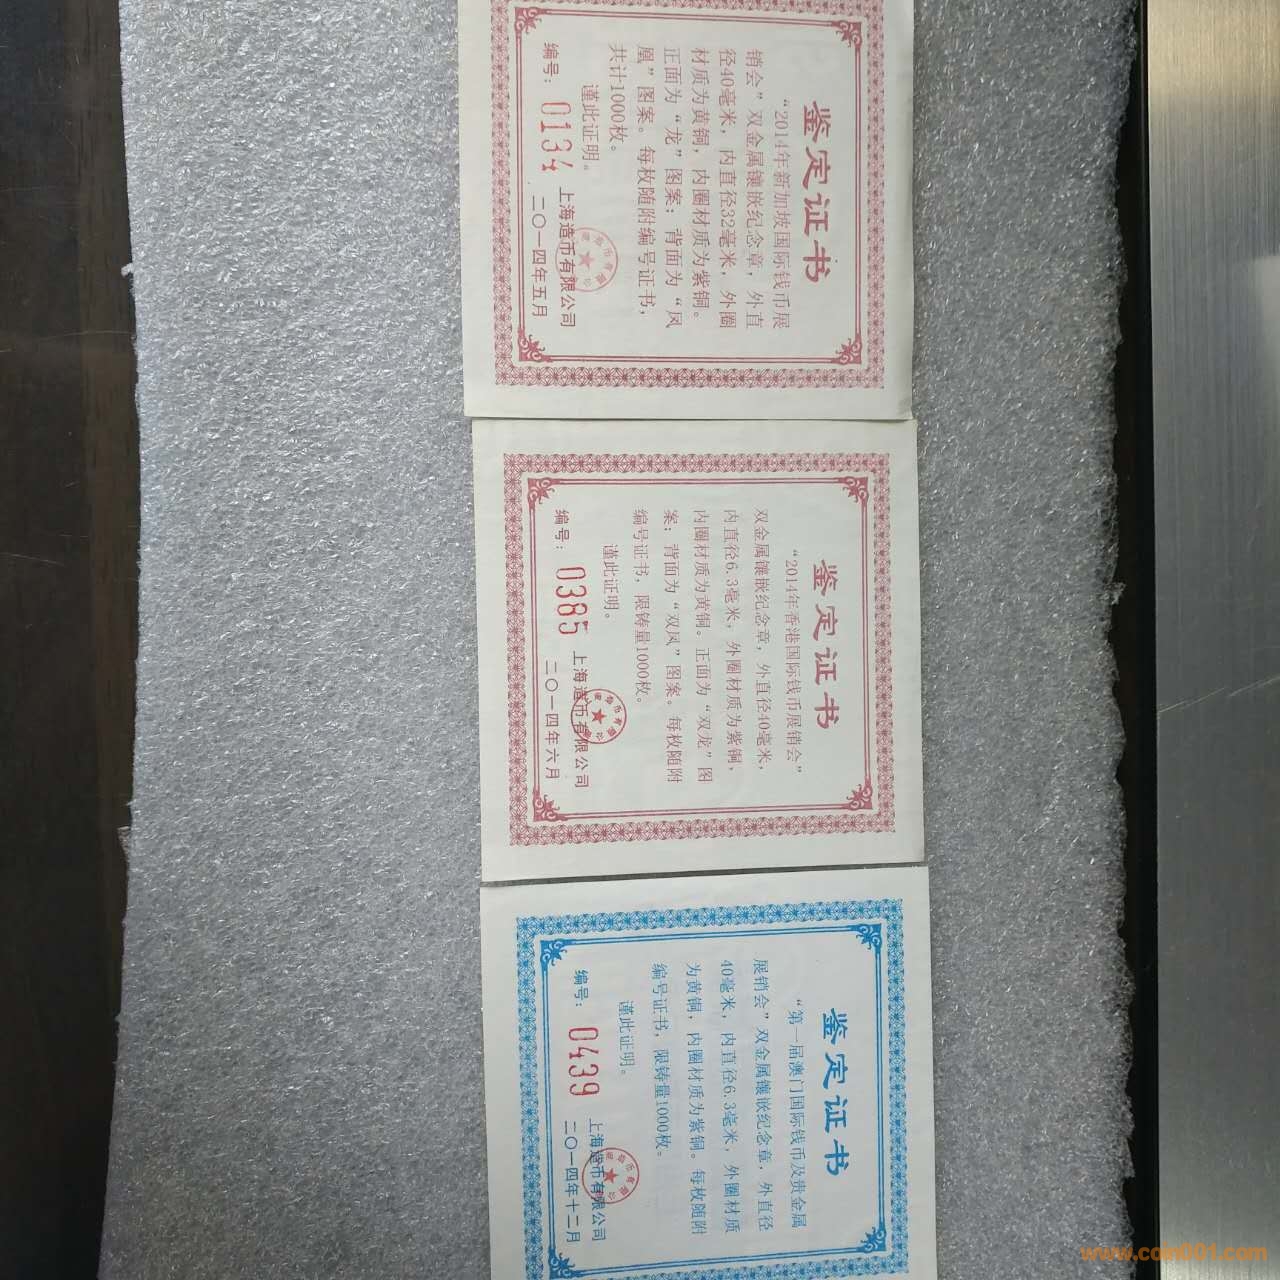 鉴定证书
“2014年新加坡国际钱币展
销会”双金属镶嵌纪念章，外直
径40毫米，内直径32毫米，外圈
材质为黄铜，内圈材质为紫铜。
正面为“龙”图案；背面为“凤
凰”图案。每枚随附编号证书，
共计1000枚。
谨此证明。
编号：0134
上海造币有限公司
二〇一四年五月
鉴定证书
“2014年香港国际钱币展销会”
双金属镶嵌纪念章，外直径40毫米，
内直径6.3毫米，外圈材质为紫铜，
内圈材质为黄铜。正面为“双龙”图
案；背面为“双凤”图案。每枚随附
编号证书，限铸量1000枚。
谨此证明。
编号：0385
上海造币有限公司
二〇一四年六月
鉴定证书
“第一届澳门国际钱币及贵金属
展销会”双金属镶嵌纪念章，外直径
40毫米，内直径6.3毫米，外圈材质
为黄铜，内圈材质为紫铜。每枚随附
编号证书，限铸量1000枚。
谨此证明。
编号：0439
上海造币有限公司
二〇一四年十二月
www.coin001.com